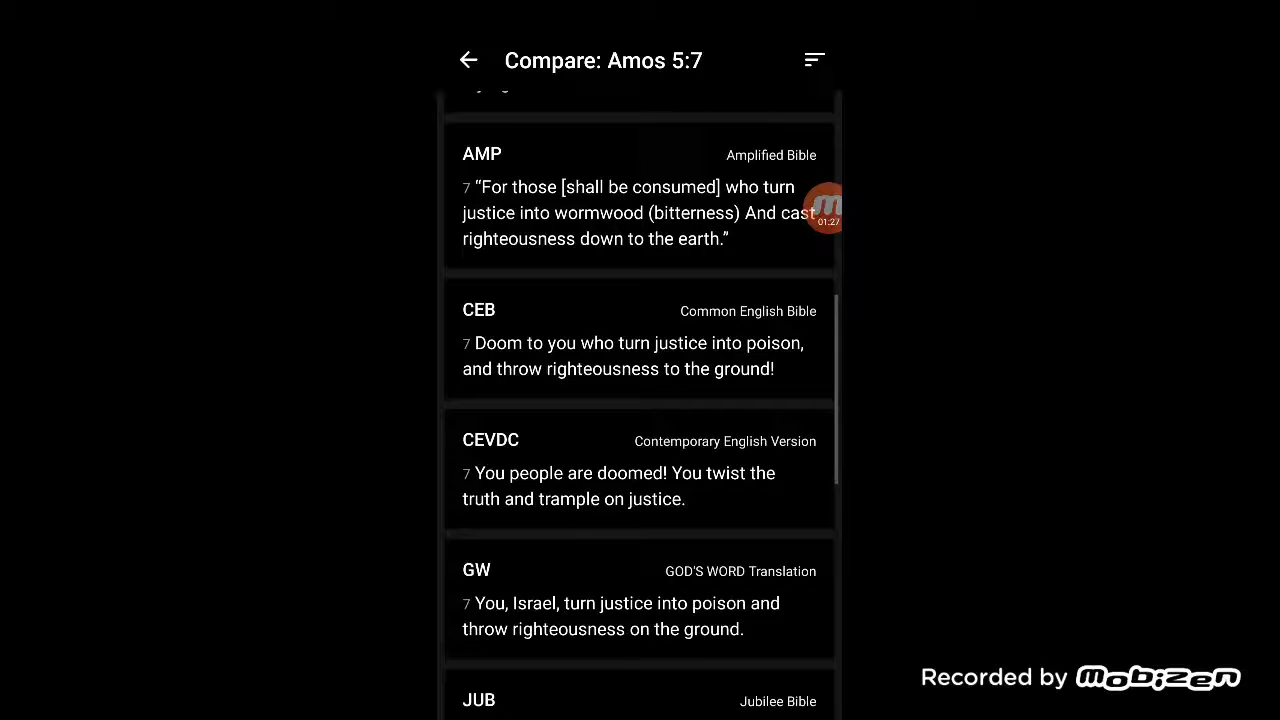 Compare: Amos 5:7
AMP
Amplified Bible
7 “For those [shall be consumed] who turn
justice into wormwood (bitterness) And cast
righteousness down to the earth.”
01:27
CEB
Common English Bible
7 Doom to you who turn justice into poison,
and throw righteousness to the ground!
CEVDC
Contemporary English Version
7 You people are doomed! You twist the
truth and trample on justice.
GW
GOD'S WORD Translation
7 You, Israel, turn justice into poison and
throw righteousness on the ground.
JUB
Jubilee Bible
Recorded by mobizen